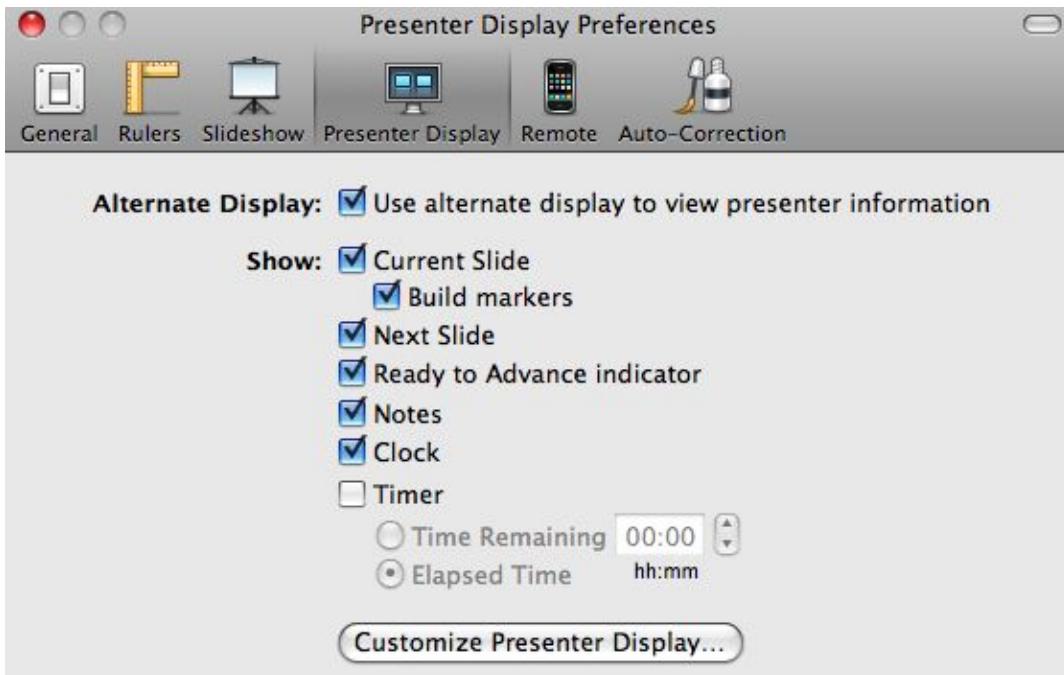 Presenter Display Preferences
General Rulers Slideshow Presenter Display Remote Auto-Correction
Alternate Display: Use alternate display to view presenter information
Show: Current Slide
Build markers
Next Slide
Ready to Advance indicator
Notes
Clock
Timer
Time Remaining 00:00
Elapsed Time hh:mm
Customize Presenter Display...